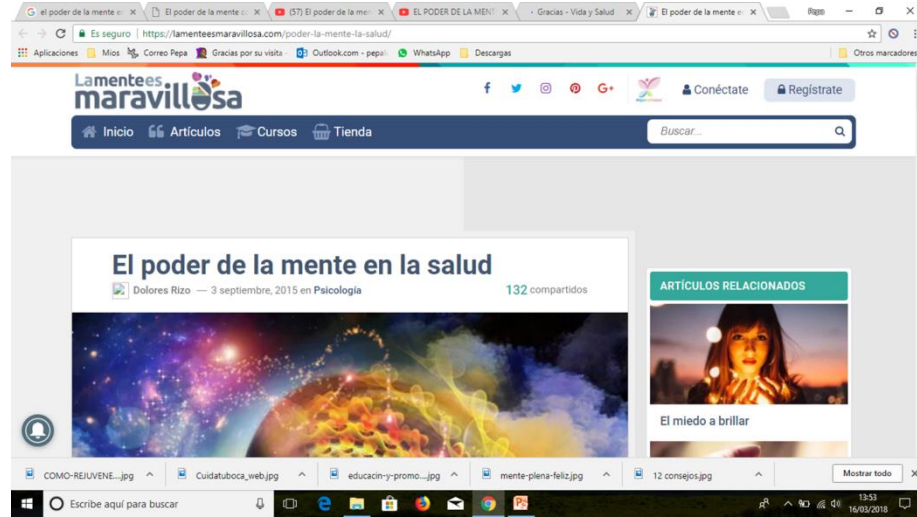 el poder de la mente en
El poder de la mente co
(57) El poder de la men
EL PODER DE LA MENT
Gracias - Vida y Salud
El poder de la mente en
Es seguro | https://lamenteesmaravillosa.com/poder-la-mente-la-salud/
Aplicaciones Mios Correo Pepa Gracias por su visita - Outlook.com - pepa WhatsApp Descargas Otros marcadores
La mentees
maravillosa
Conéctate Regístrate
Inicio Artículos Cursos Tienda Buscar...
El poder de la mente en la salud
Dolores Rizo — 3 septiembre, 2015 en Psicología 132 compartidos
ARTÍCULOS RELACIONADOS
El miedo a brillar
COMO-REJUVENE....jpg Cuidatuboca_web.jpg educacin-y-promo....jpg mente-plena-feliz.jpg 12 consejos.jpg Mostrar todo
Escribe aquí para buscar
13:53
16/03/2018